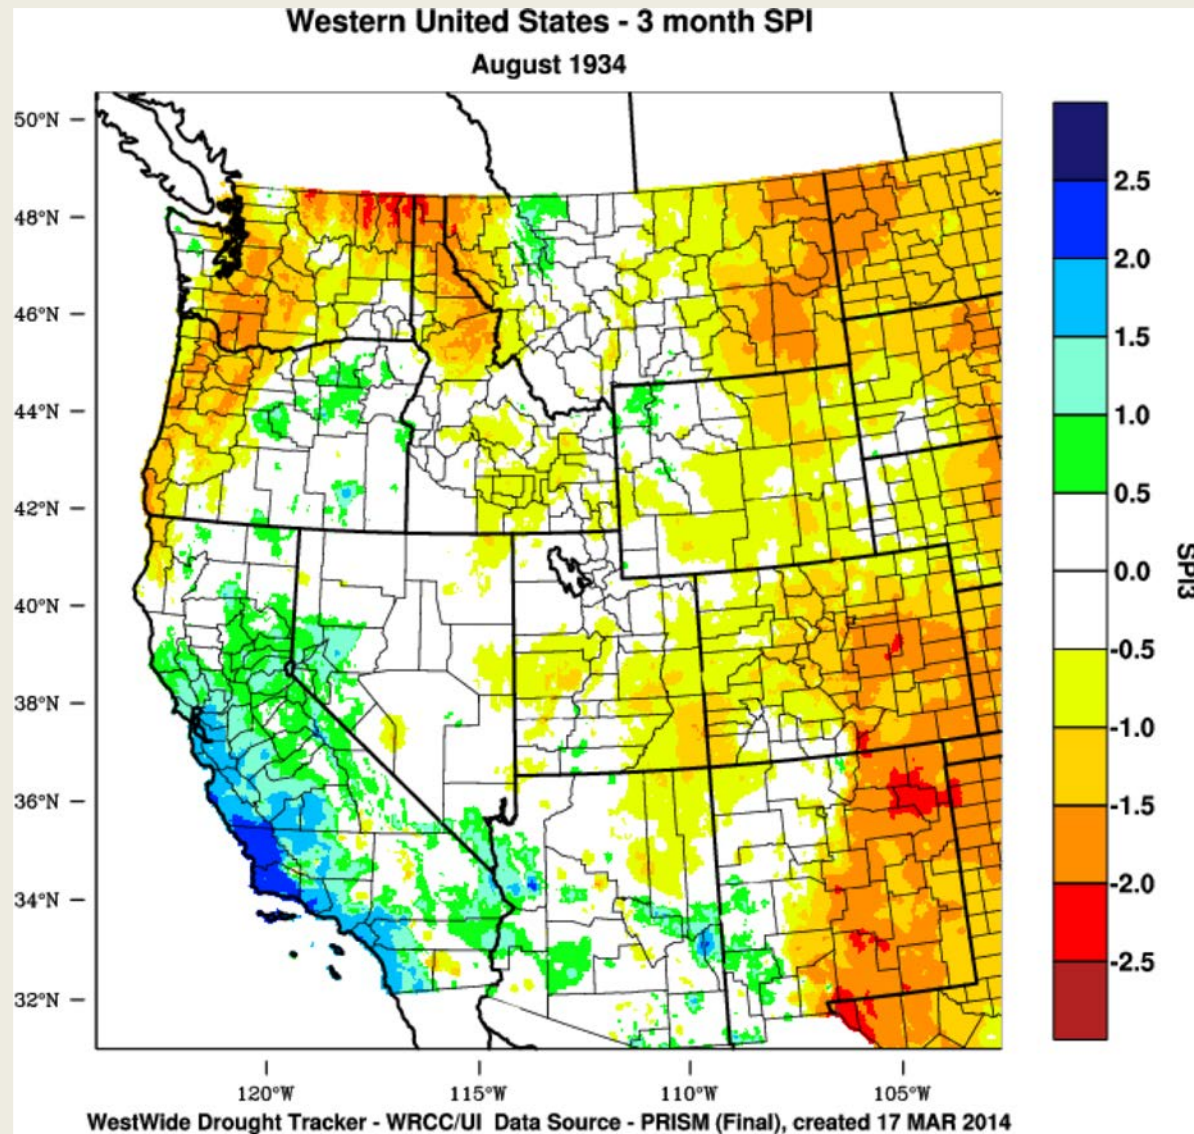 Western United States - 3 month SPI
August 1934
50°N
48°N
46°N
44°N
42°N
40°N
38°N
36°N
34°N
32°N
120°W
115°W
110°W
105°W
2.5
2.0
1.5
1.0
0.5
0.0
-0.5
-1.0
-1.5
-2.0
-2.5
SPI3
WestWide Drought Tracker - WRCC/UI Data Source - PRISM (Final), created 17 MAR 2014